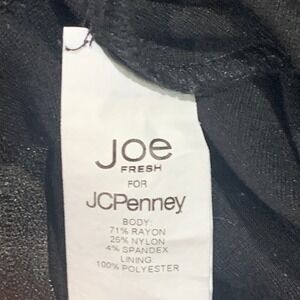 Joe
FRESH
FOR
JCPenney
BODY:
71% RAYON
25% NYLON
4% SPANDEX
LINING
100% POLYESTER